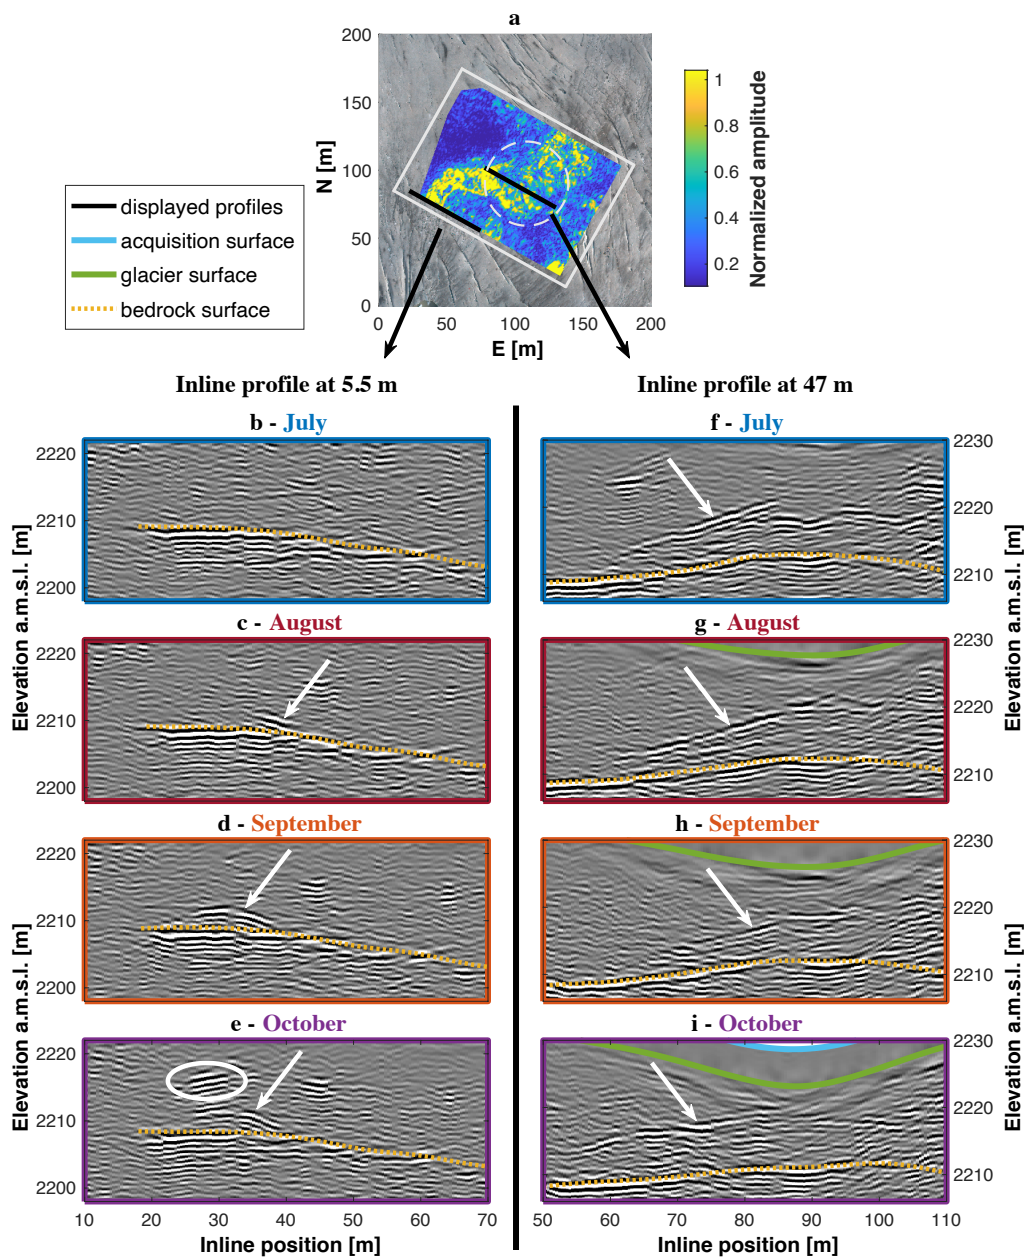 a
200
150
100
50
0
N [m]
0 50 100 150 200
E [m]
1
0.8
0.6
0.4
0.2
Normalized amplitude
displayed profiles
acquisition surface
glacier surface
bedrock surface
Inline profile at 5.5 m
Inline profile at 47 m
b - July
2220
2210
2200
c - August
2220
2210
2200
Elevation a.m.s.l. [m]
d - September
2220
2210
2200
e - October
2220
2210
2200
Elevation a.m.s.l. [m]
10 20 30 40 50 60 70
Inline position [m]
f - July
2230
2220
2210
g - August
2230
2220
2210
Elevation a.m.s.l. [m]
h - September
2230
2220
2210
i - October
2230
2220
2210
Elevation a.m.s.l. [m]
50 60 70 80 90 100 110
Inline position [m]